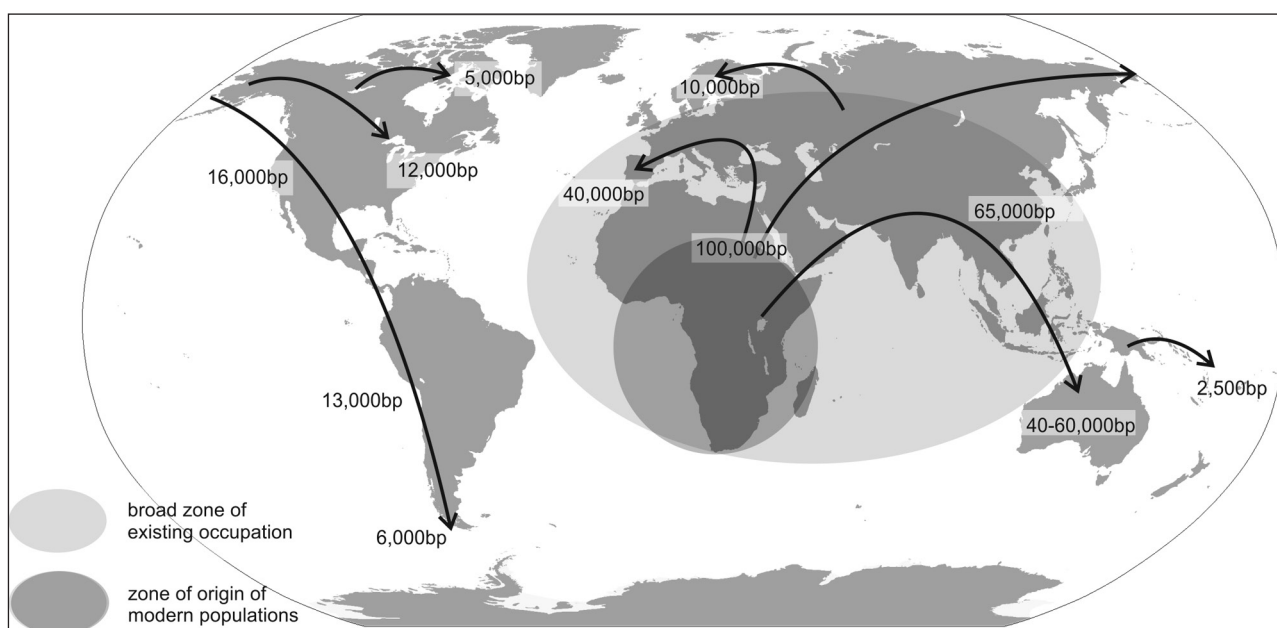 5,000bp
10,000bp
16,000bp
12,000bp
40,000bp
65,000bp
100,000bp
2,500bp
13,000bp
40-60,000bp
6,000bp
broad zone of
existing occupation
zone of origin of
modern populations